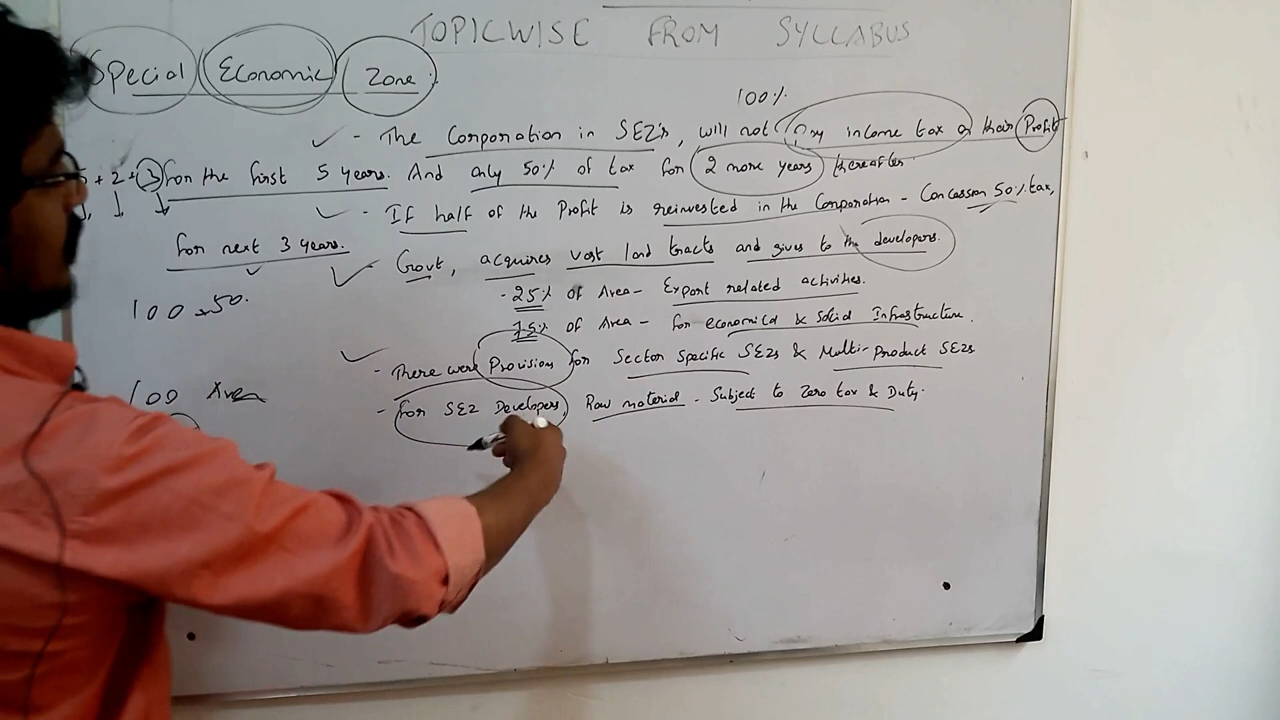 TOPICWISE FROM SYLLABUS
Special Economic Zone:
100%
- The Corporation in SEZ's, will not pay income tax on their Profit
5 + 2 + 3 for the first 5 years. And only 50% of tax for 2 more years thereafter.
- If half of the Profit is reinvested in the Corporation - Concession 50% tax,
for next 3 years.
- Govt, acquires vast land tracts and gives to the developers.
100 50.
- 25% of Area - Export related activities.
75% of Area - for economical & Solid Infrastructure.
- There were Provisions for Sector Specific SEZs & Multi-Product SEZs
100 Area
- for SEZ Developers, Raw material - Subject to Zero tax & Duty.